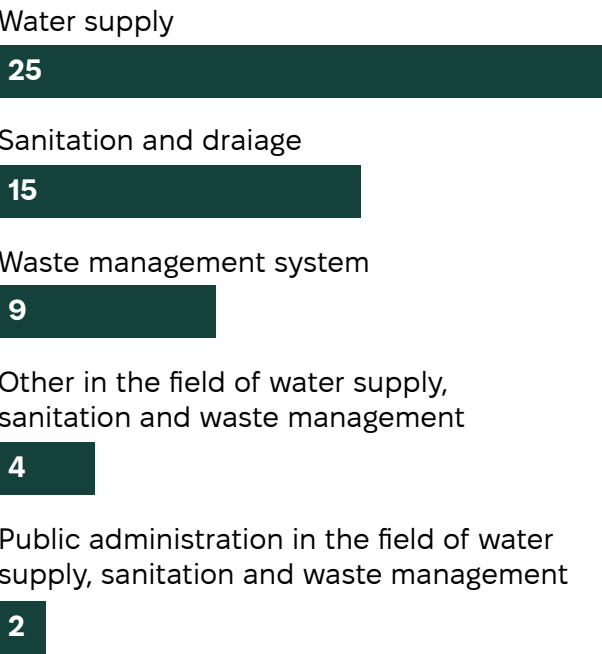 Water supply
25
Sanitation and draiage
15
Waste management system
9
Other in the field of water supply,
sanitation and waste management
4
Public administration in the field of water
supply, sanitation and waste management
2